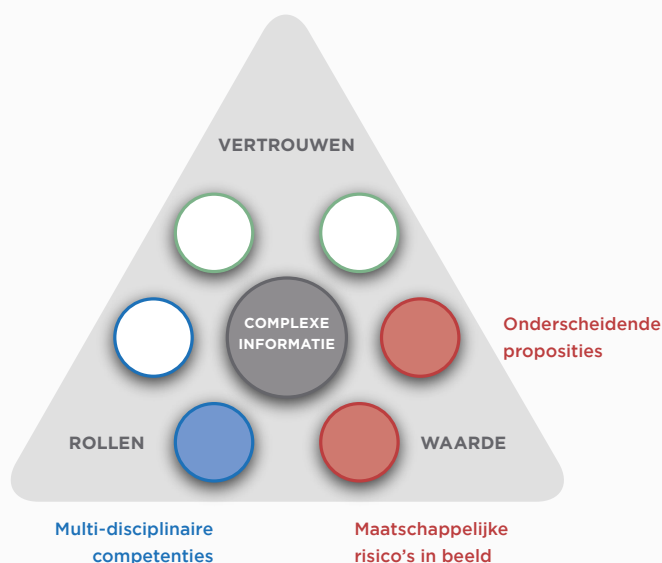 VERTROUWEN
COMPLEXE
INFORMATIE
Onderscheidende
proposities
ROLLEN
WAARDE
Multi-disciplinaire
competenties
Maatschappelijke
risico’s in beeld